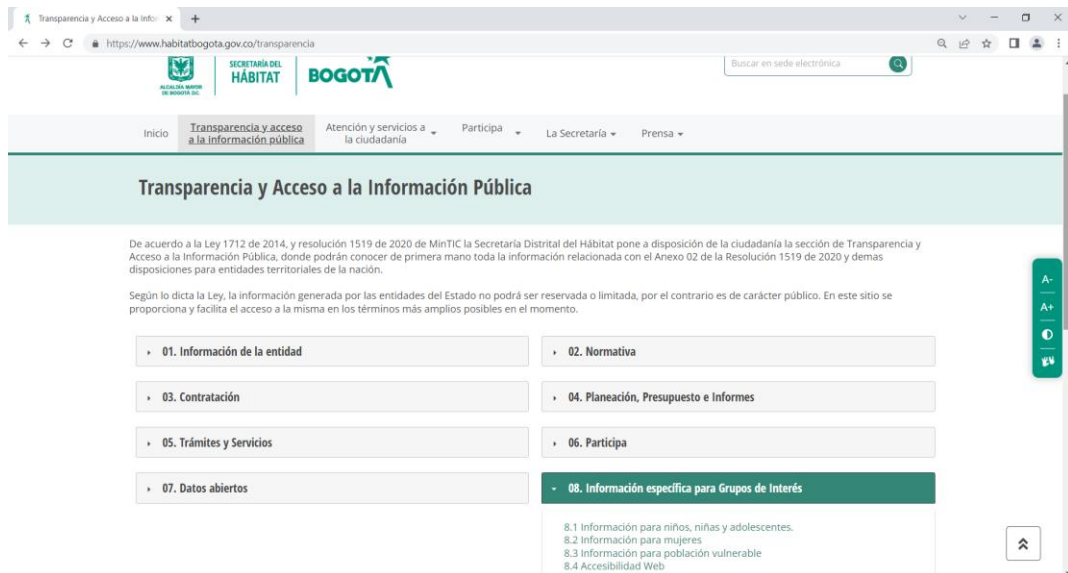 Transparencia y Acceso a la Infor
https://www.habitatbogota.gov.co/transparencia
ALCALDÍA MAYOR
DE BOGOTÁ D.C.
SECRETARÍA DEL
HÁBITAT
BOGOTÁ
Buscar en sede electrónica
Inicio
Transparencia y acceso
a la información pública
Atención y servicios a
la ciudadanía
Participa
La Secretaría
Prensa
Transparencia y Acceso a la Información Pública
De acuerdo a la Ley 1712 de 2014, y resolución 1519 de 2020 de MinTIC la Secretaría Distrital del Hábitat pone a disposición de la ciudadanía la sección de Transparencia y
Acceso a la Información Pública, donde podrán conocer de primera mano toda la información relacionada con el Anexo 02 de la Resolución 1519 de 2020 y demas
disposiciones para entidades territoriales de la nación.
Según lo dicta la Ley, la información generada por las entidades del Estado no podrá ser reservada o limitada, por el contrario es de carácter público. En este sitio se
proporciona y facilita el acceso a la misma en los términos más amplios posibles en el momento.
A-
A+
01. Información de la entidad
02. Normativa
03. Contratación
04. Planeación, Presupuesto e Informes
05. Trámites y Servicios
06. Participa
07. Datos abiertos
08. Información específica para Grupos de Interés
8.1 Información para niños, niñas y adolescentes.
8.2 Información para mujeres
8.3 Información para población vulnerable
8.4 Accesibilidad Web